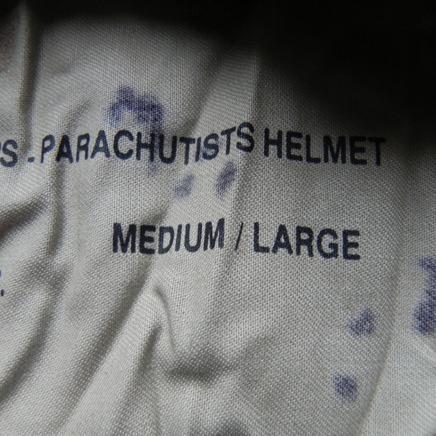 S - PARACHUTISTS HELMET
MEDIUM / LARGE